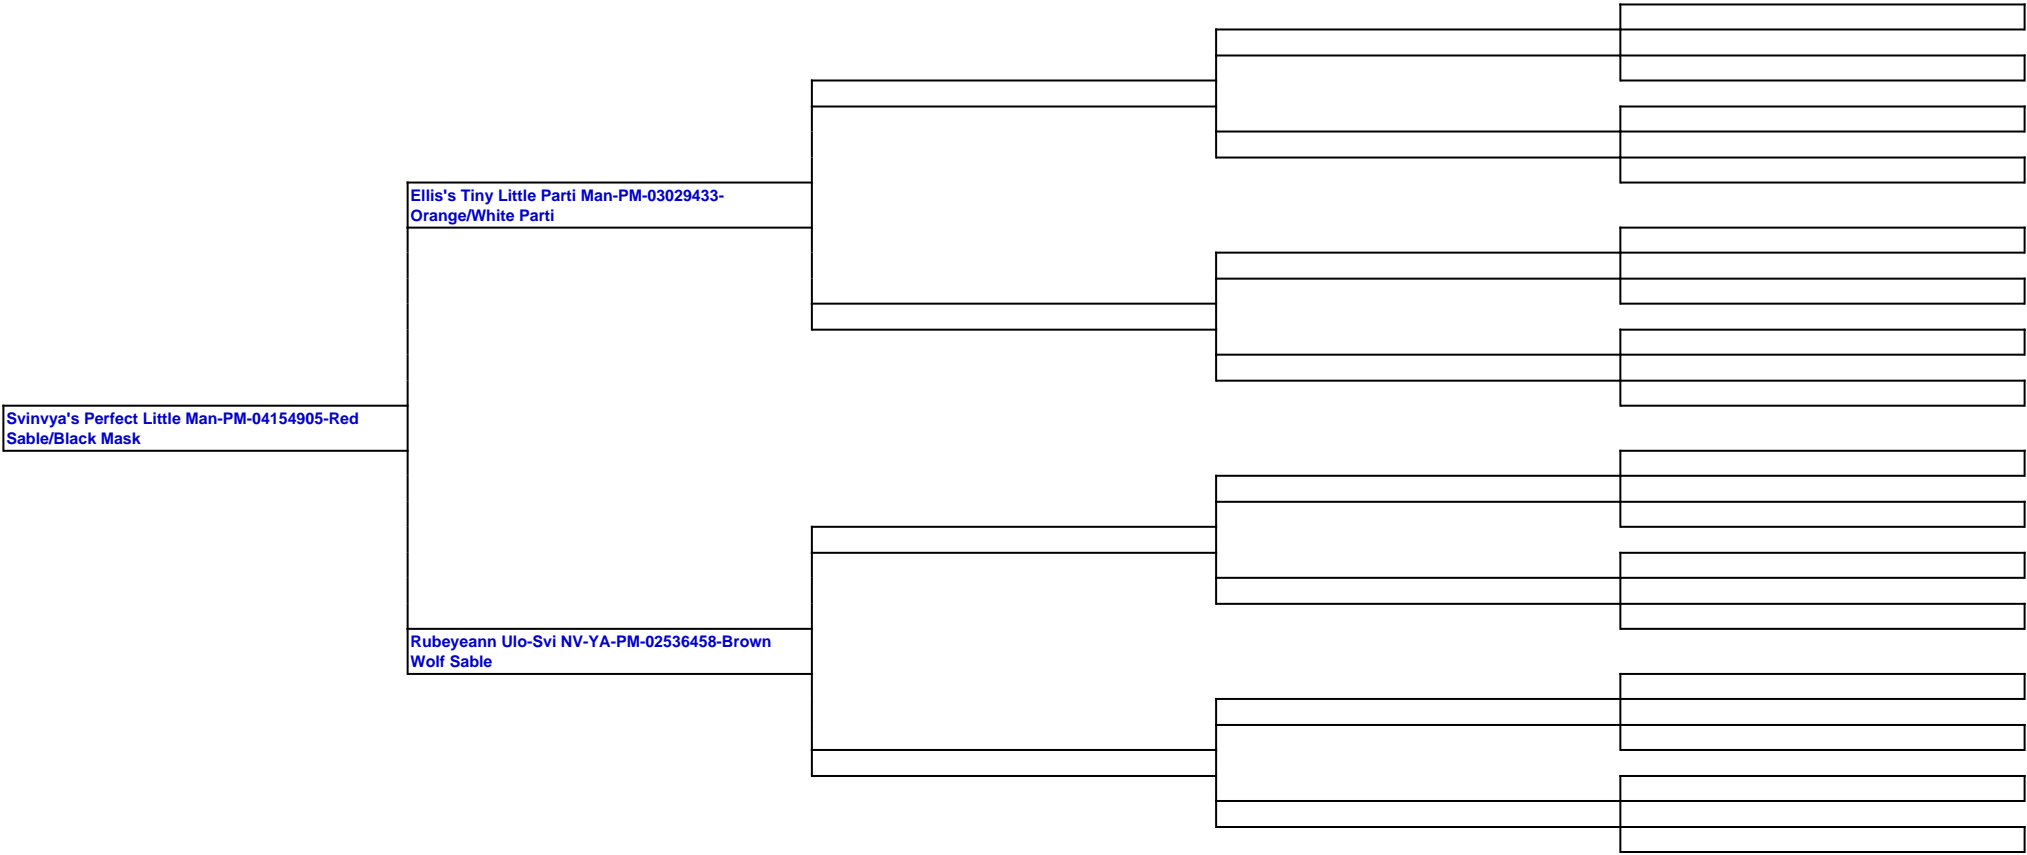 Ellis's Tiny Little Parti Man-PM-03029433-
Orange/White Parti
Svinvya's Perfect Little Man-PM-04154905-Red
Sable/Black Mask
Rubeyeann Ulo-Svi NV-YA-PM-02536458-Brown
Wolf Sable